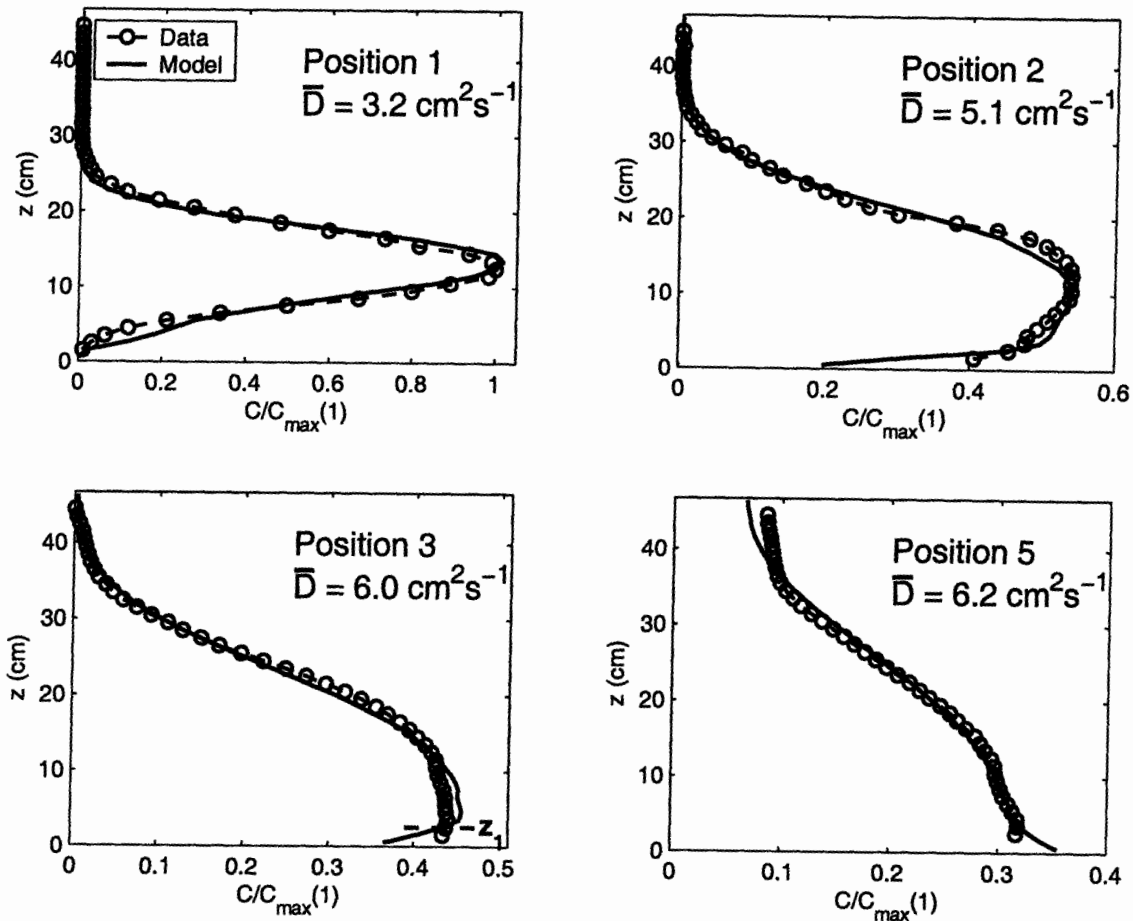 Data
Model
Position 1
D̅ = 3.2 cm²s⁻¹
z (cm)
40
30
20
10
0
0 0.2 0.4 0.6 0.8 1
C/C_max(1)
Position 2
D̅ = 5.1 cm²s⁻¹
z (cm)
40
30
20
10
0
0 0.2 0.4 0.6
C/C_max(1)
Position 3
D̅ = 6.0 cm²s⁻¹
z (cm)
40
30
20
10
0
z₁
0 0.1 0.2 0.3 0.4 0.5
C/C_max(1)
Position 5
D̅ = 6.2 cm²s⁻¹
z (cm)
40
30
20
10
0
0 0.1 0.2 0.3 0.4
C/C_max(1)